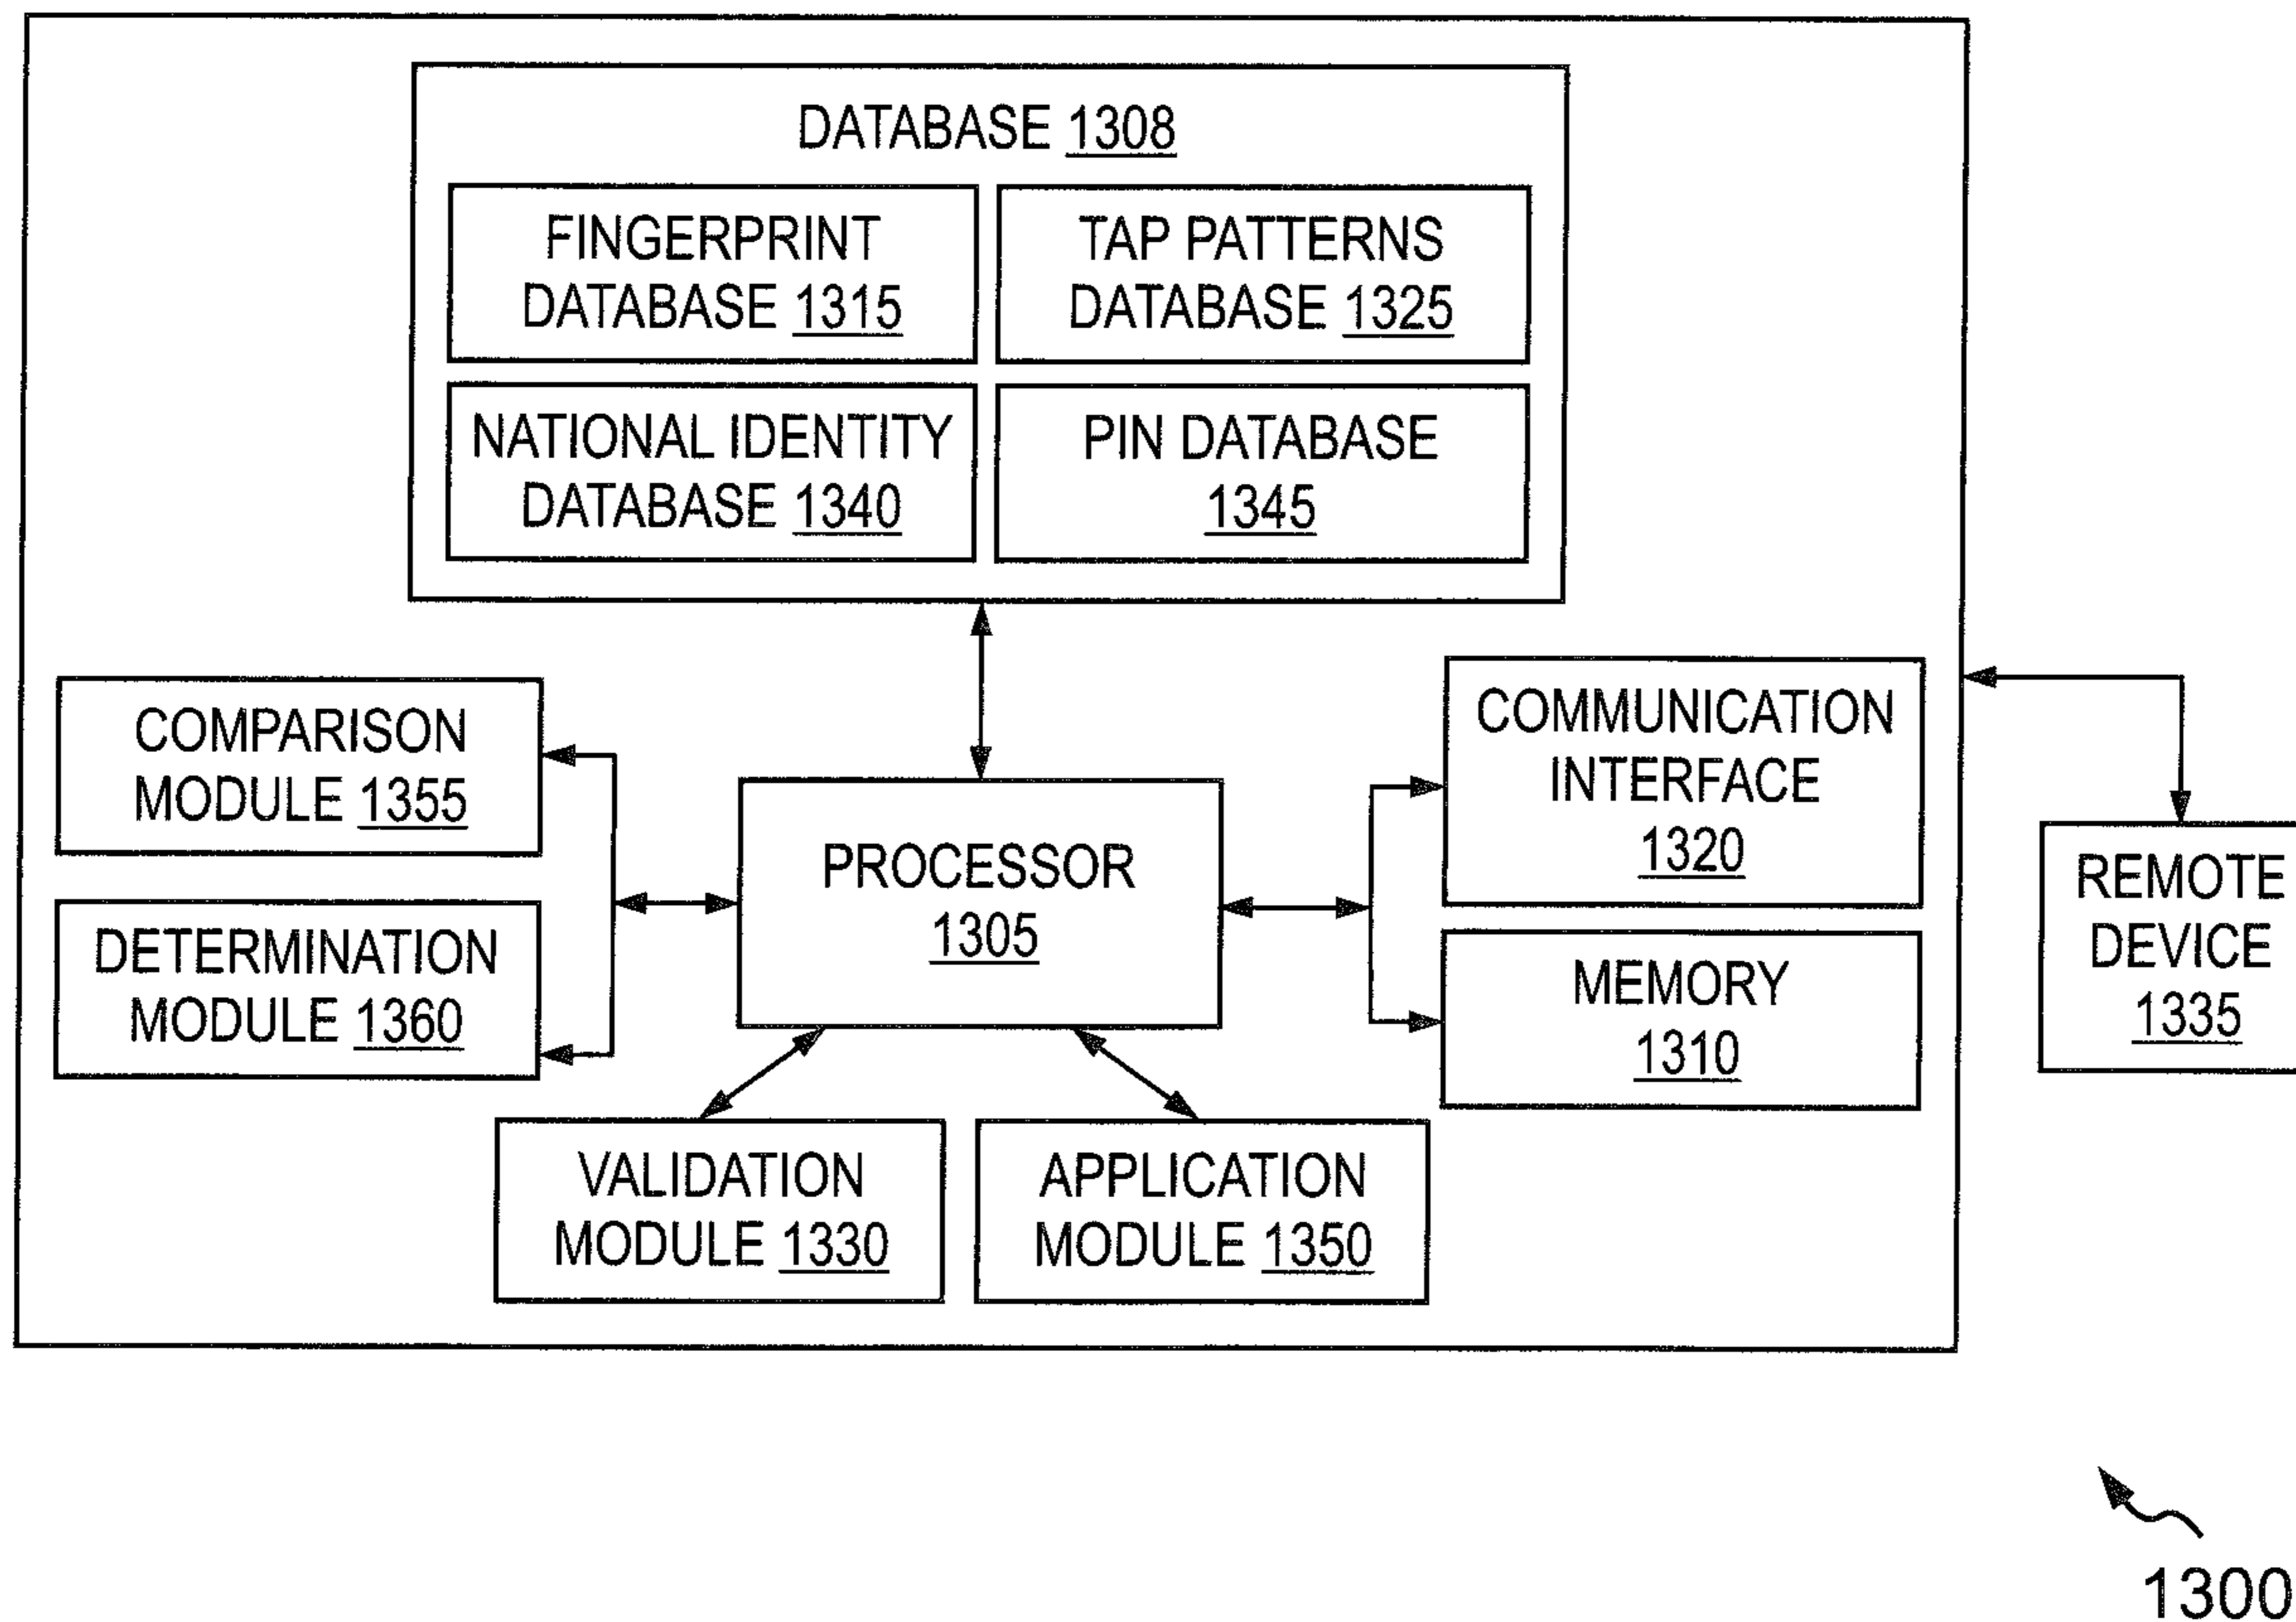 DATABASE 1308
FINGERPRINT
DATABASE 1315
TAP PATTERNS
DATABASE 1325
NATIONAL IDENTITY
DATABASE 1340
PIN DATABASE
1345
COMPARISON
MODULE 1355
DETERMINATION
MODULE 1360
PROCESSOR
1305
COMMUNICATION
INTERFACE
1320
MEMORY
1310
REMOTE
DEVICE
1335
VALIDATION
MODULE 1330
APPLICATION
MODULE 1350
1300